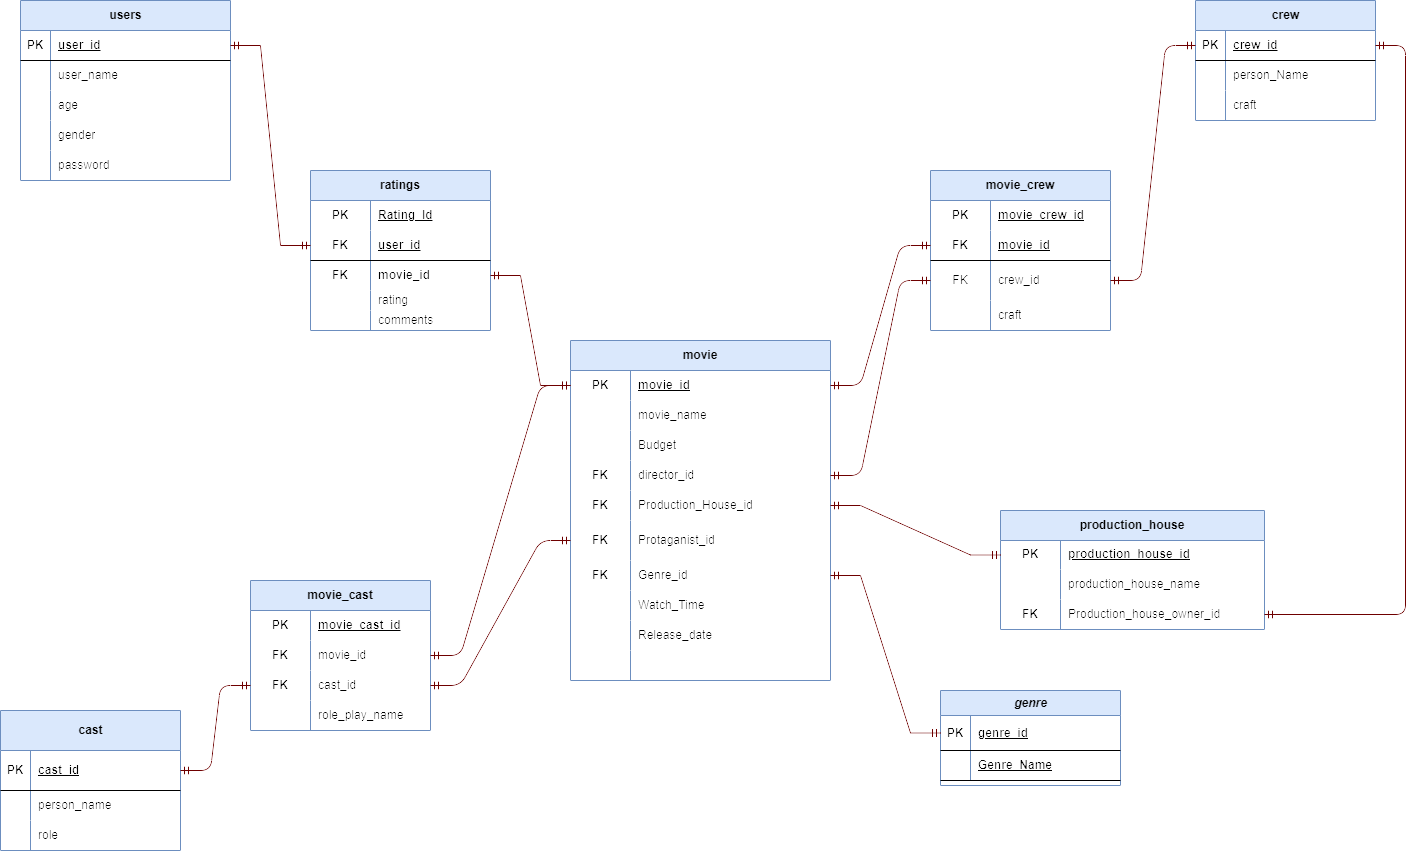 users
PK user_id
user_name
age
gender
password
ratings
PK Rating_Id
FK user_id
FK movie_id
rating
comments
crew
PK crew_id
person_Name
craft
movie_crew
PK movie_crew_id
FK movie_id
FK crew_id
craft
movie
PK movie_id
movie_name
Budget
FK director_id
FK Production_House_id
FK Protaganist_id
FK Genre_id
Watch_Time
Release_date
production_house
PK production_house_id
production_house_name
FK Production_house_owner_id
movie_cast
PK movie_cast_id
FK movie_id
FK cast_id
role_play_name
genre
PK genre_id
Genre_Name
cast
PK cast_id
person_name
role